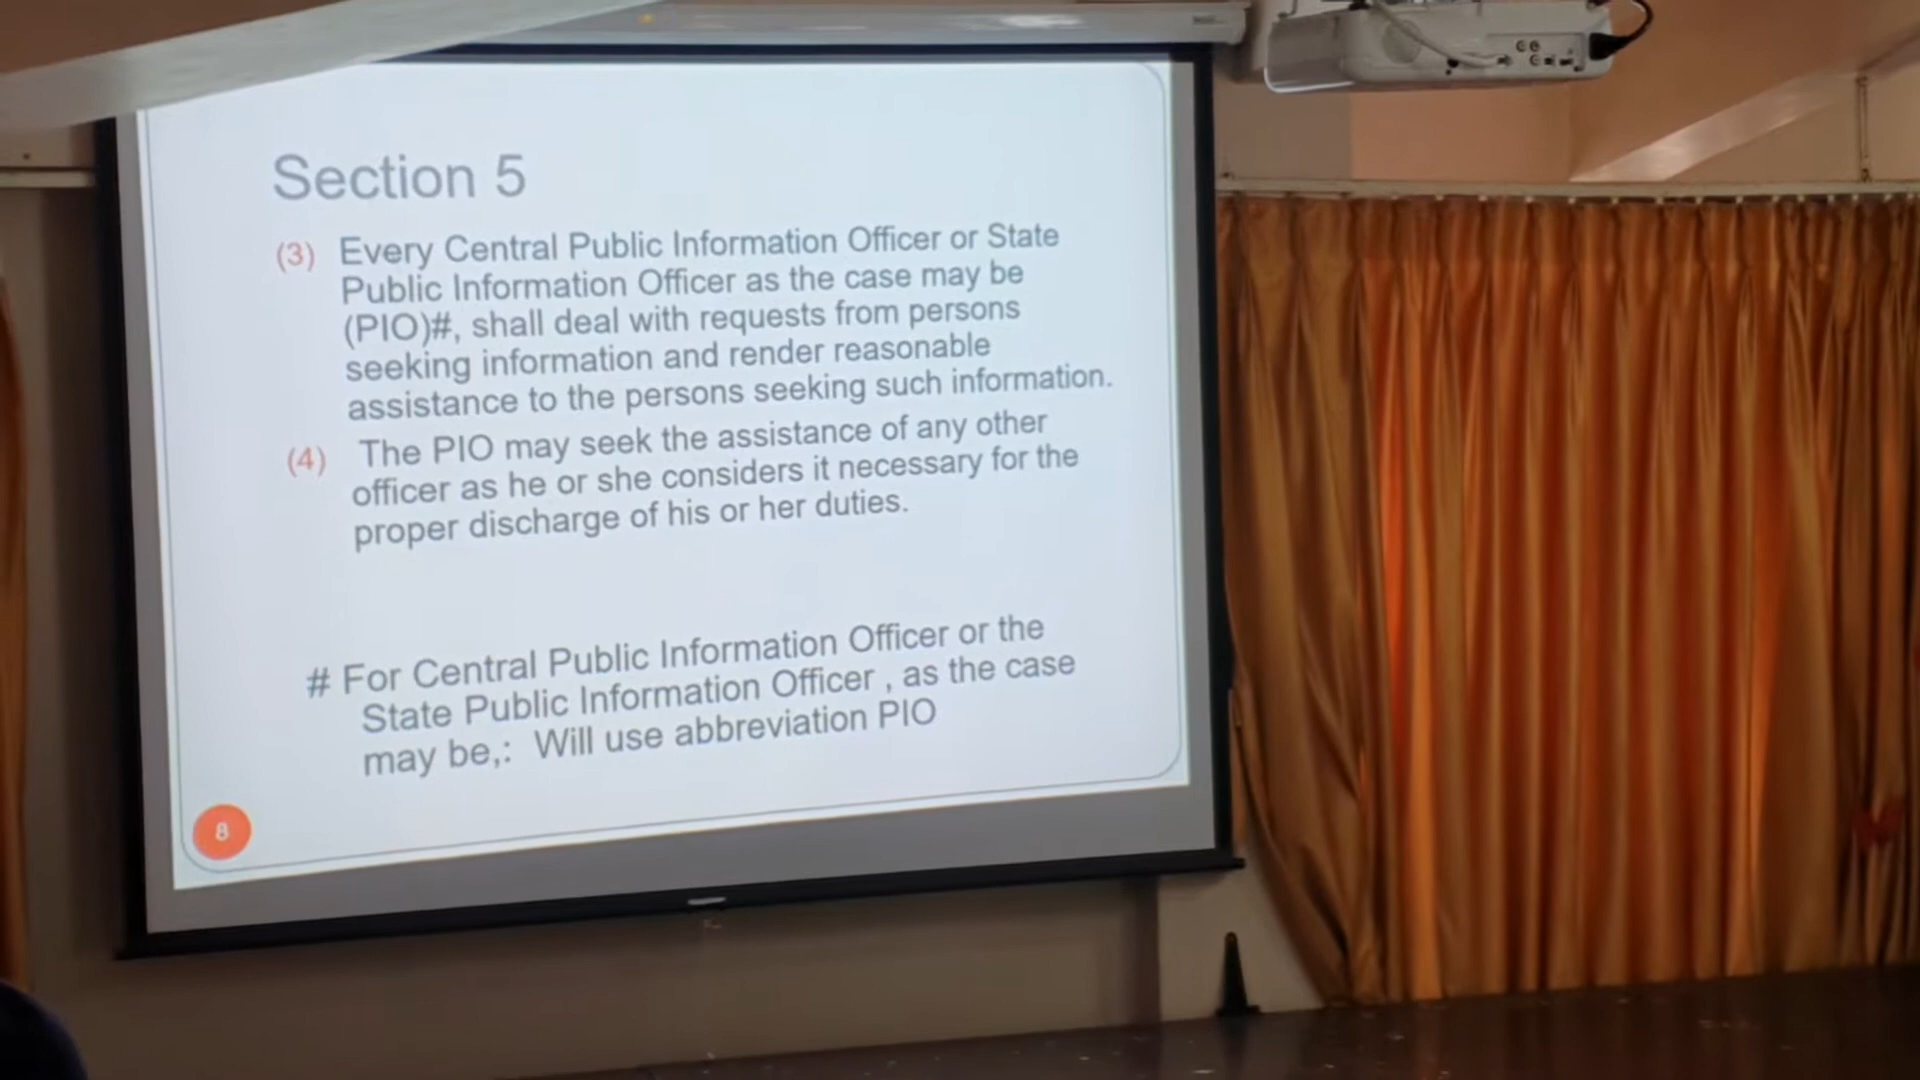 Section 5
(3) Every Central Public Information Officer or State
Public Information Officer as the case may be
(PIO)#, shall deal with requests from persons
seeking information and render reasonable
assistance to the persons seeking such information.
(4) The PIO may seek the assistance of any other
officer as he or she considers it necessary for the
proper discharge of his or her duties.
# For Central Public Information Officer or the
State Public Information Officer , as the case
may be,: Will use abbreviation PIO
8